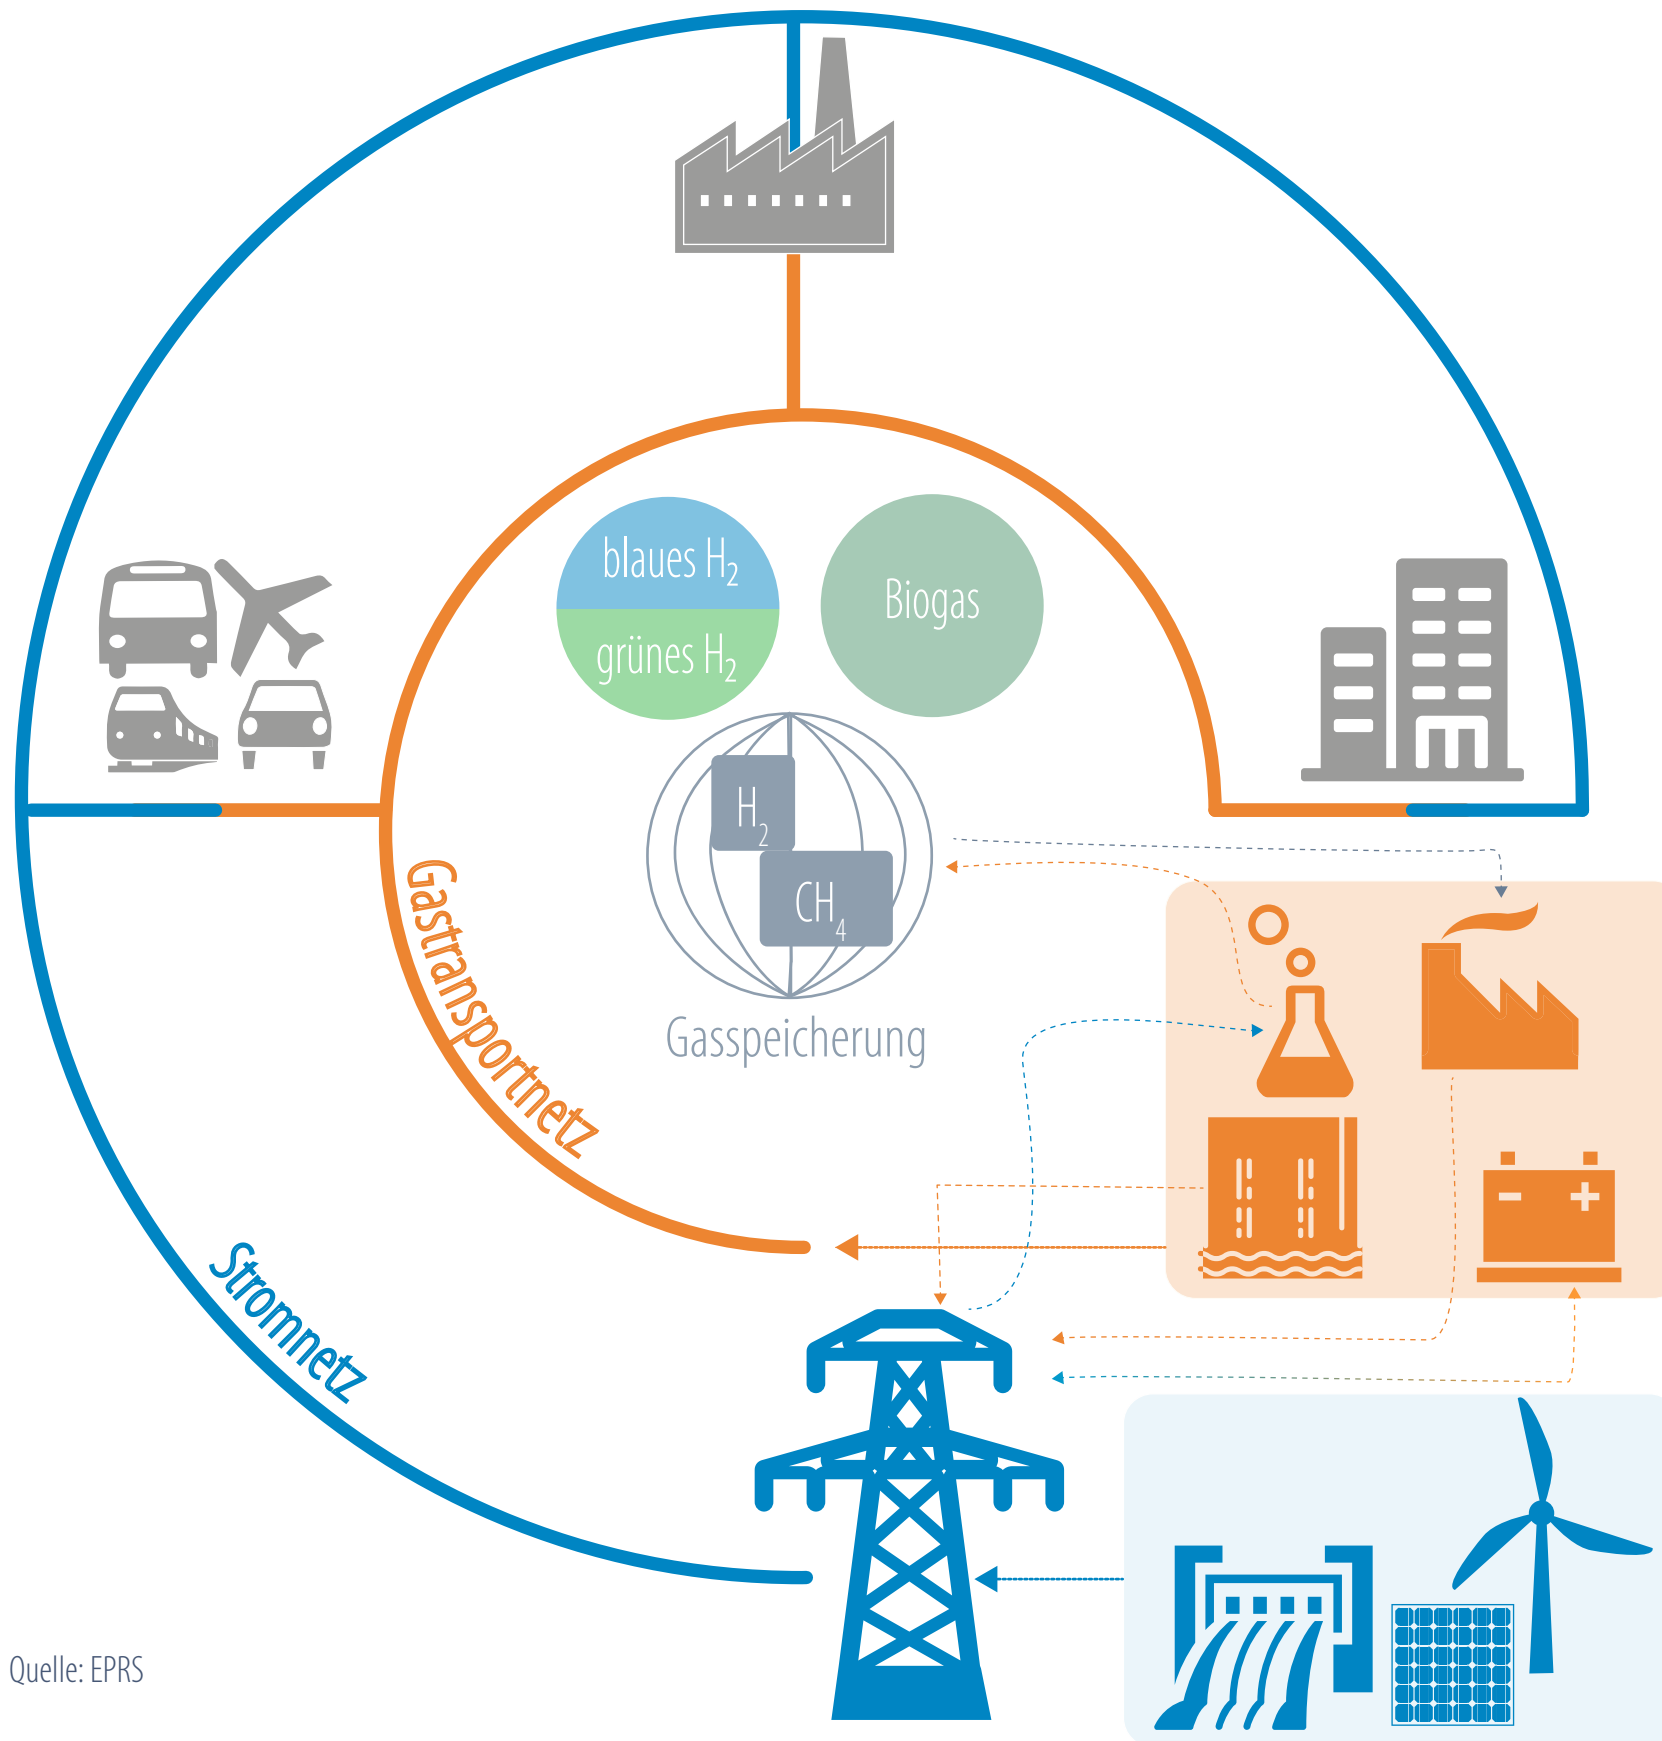 blaues H₂
grünes H₂
Biogas
H₂
CH₄
Gasspeicherung
Gastransportnetz
Stromnetz
Quelle: EPRS